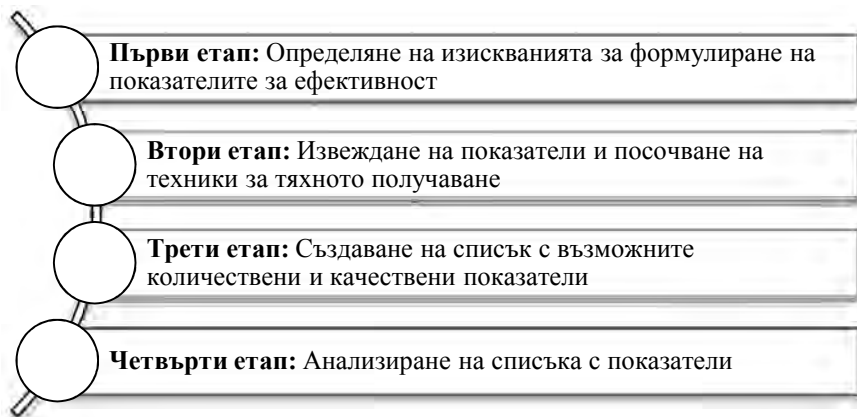 Първи етап: Определяне на изискванията за формулиране на
показателите за ефективност
Втори етап: Извеждане на показатели и посочване на
техники за тяхното получаване
Трети етап: Създаване на списък с възможните
количествени и качествени показатели
Четвърти етап: Анализиране на списъка с показатели